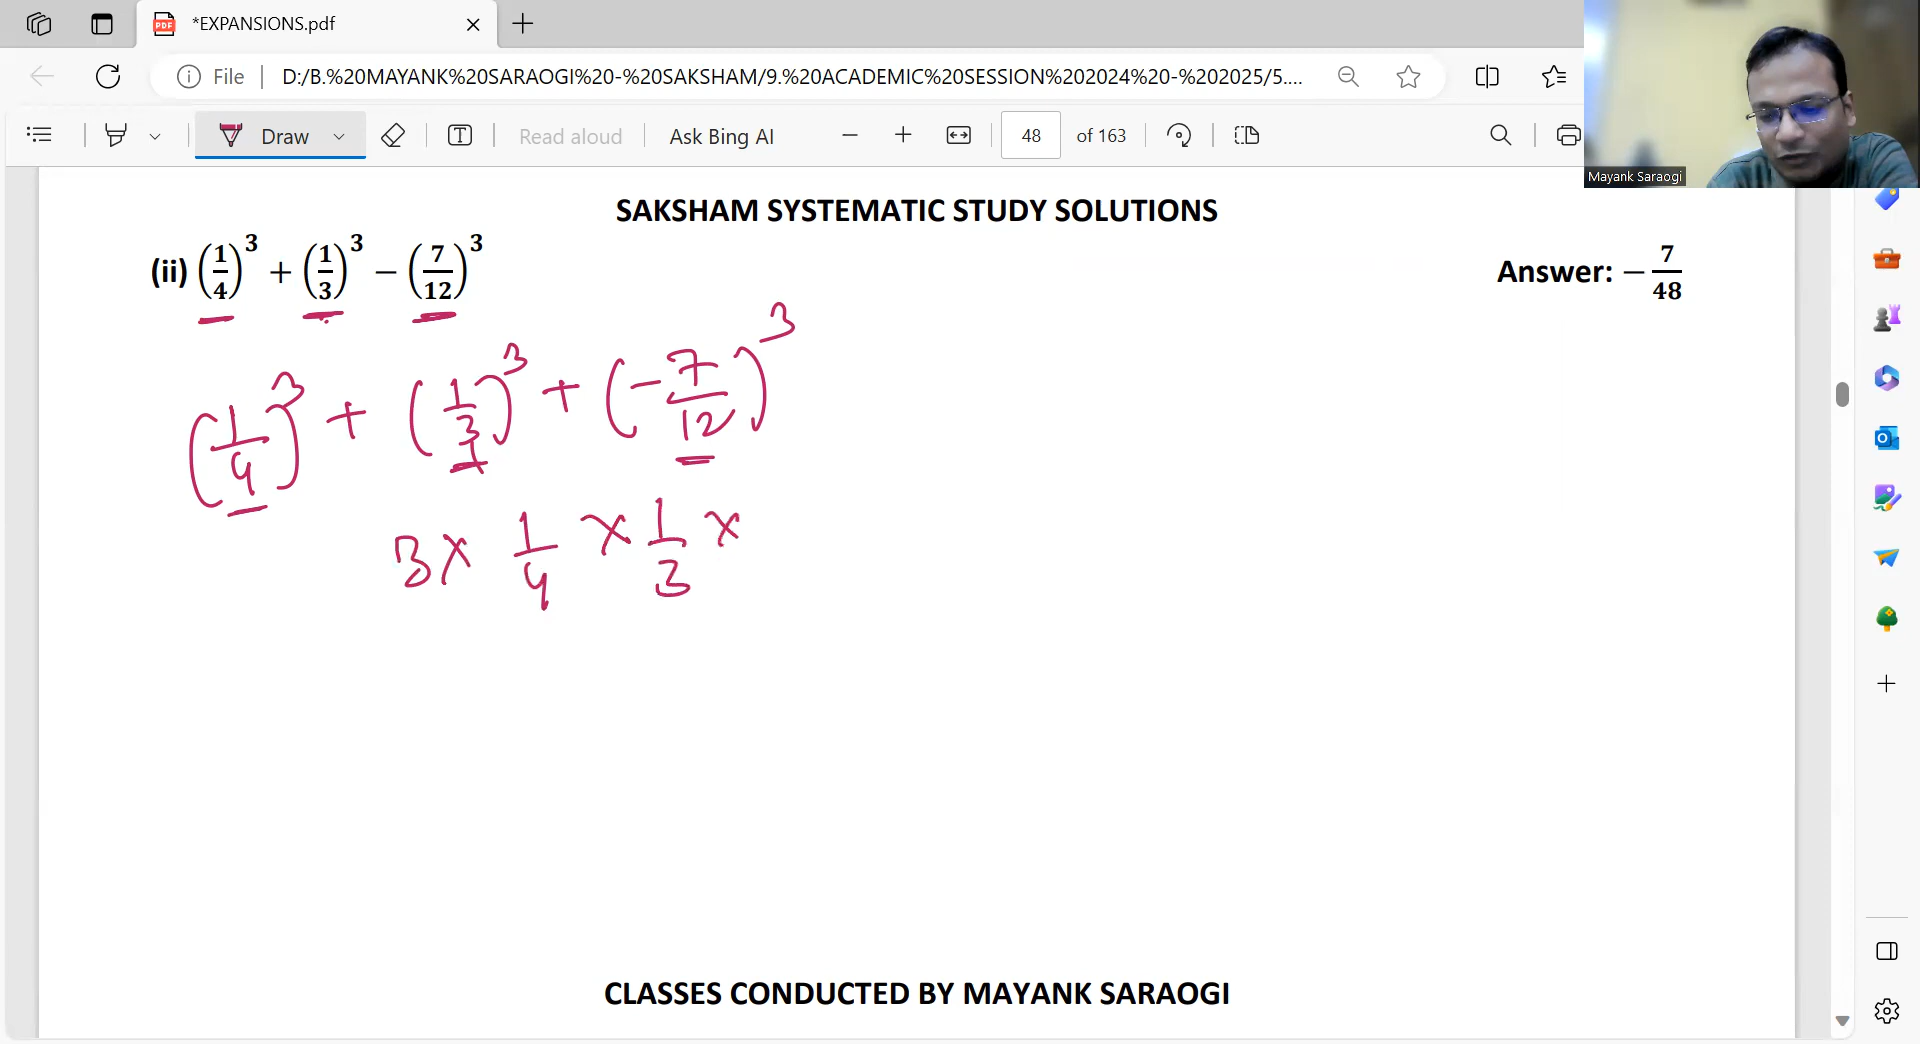 *EXPANSIONS.pdf
File | D:/B.%20MAYANK%20SARAOGI%20-%20SAKSHAM/9.%20ACADEMIC%20SESSION%202024%20-%202025/5....
Draw Read aloud Ask Bing AI 48 of 163
Mayank Saraogi
SAKSHAM SYSTEMATIC STUDY SOLUTIONS
(ii) (1/4)³ + (1/3)³ − (7/12)³ Answer: − 7/48
(1/4)³ + (1/3)³ + (−7/12)³
3 × 1/4 × 1/3 ×
CLASSES CONDUCTED BY MAYANK SARAOGI